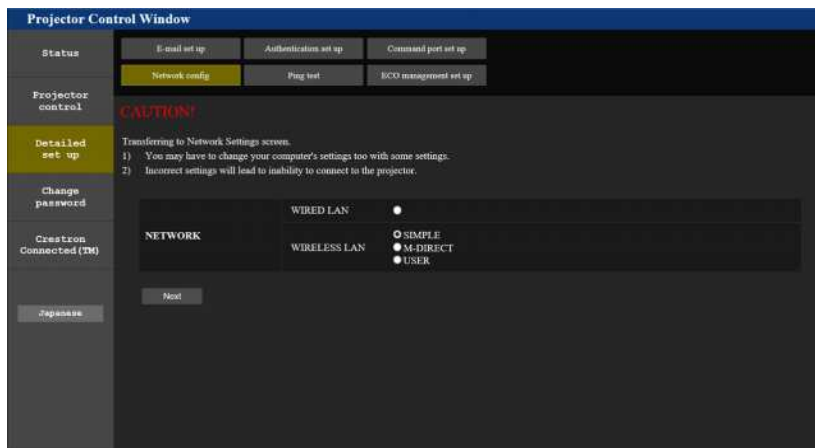 Projector Control Window
Status
E-mail set up
Authentication set up
Command port set up
Network config
Ping test
ECO management set up
Projector
control
CAUTION!
Detailed
set up
Transferring to Network Settings screen.
1) You may have to change your computer's settings too with some settings.
2) Incorrect settings will lead to inability to connect to the projector.
Change
password
Crestron
Connected(TM)
NETWORK
WIRED LAN
WIRELESS LAN
SIMPLE
M-DIRECT
USER
Next
Japanese